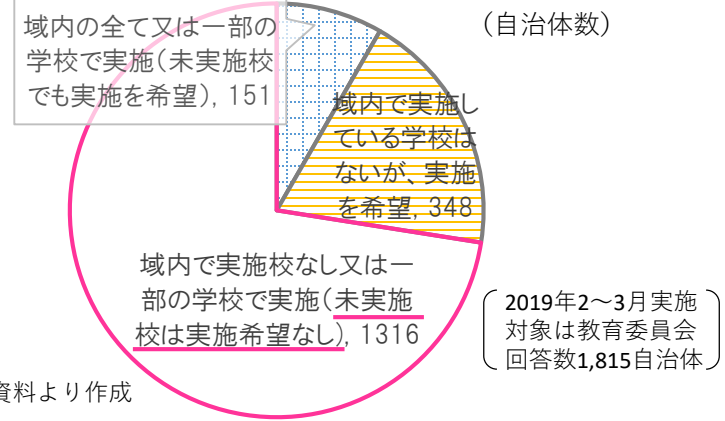 域内の全て又は一部の
学校で実施(未実施校
でも実施を希望), 151
(自治体数)
域内で実施し
ている学校は
ないが、実施
を希望, 348
域内で実施校なし又は一
部の学校で実施(未実施
校は実施希望なし), 1316
2019年2～3月実施
対象は教育委員会
回答数1,815自治体
資料より作成